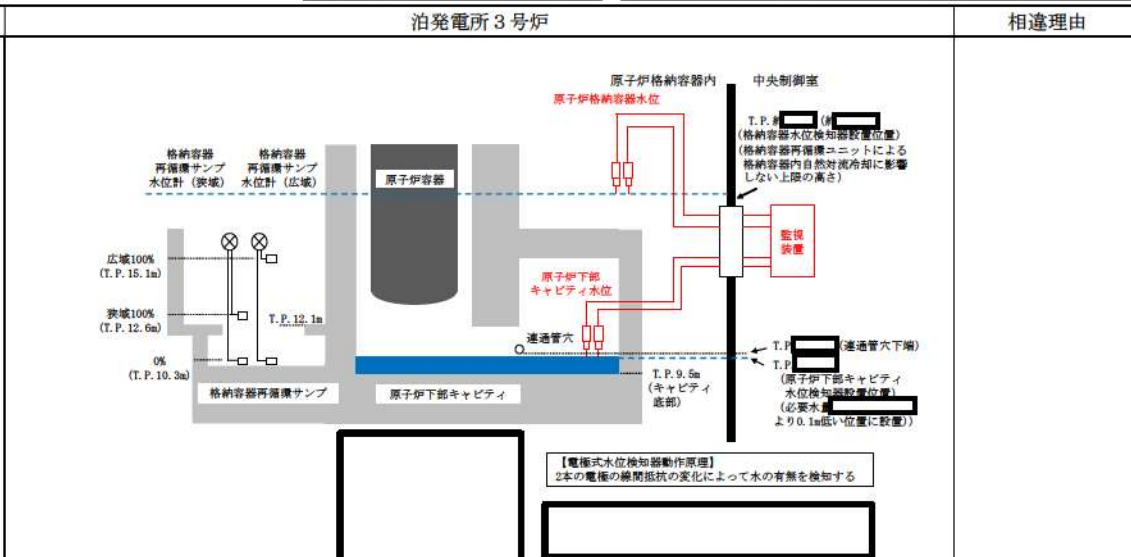 泊発電所3号炉
相違理由
原子炉格納容器内
中央制御室
原子炉格納容器水位
T.P.約 (約
(格納容器水位検知器設置位置)
(格納容器再循環ユニットによる
格納容器内自然対流冷却に影響
しない上限の高さ)
格納容器
再循環サンプ
水位計(狭域)
格納容器
再循環サンプ
水位計(広域)
原子炉容器
監視
装置
広域100%
(T.P.15.1m)
原子炉下部
キャビティ水位
狭域100%
(T.P.12.6m)
T.P.12.1m
連通管穴
0%
(T.P.10.3m)
T.P (連通管穴下端)
T.P
(原子炉下部キャビティ
水位検知器設置位置)
(必要水量
より0.1m低い位置に設置))
T.P.9.5m
(キャビティ
底部)
格納容器再循環サンプ
原子炉下部キャビティ
【電極式水位検知器動作原理】
2本の電極の線間抵抗の変化によって水の有無を検知する